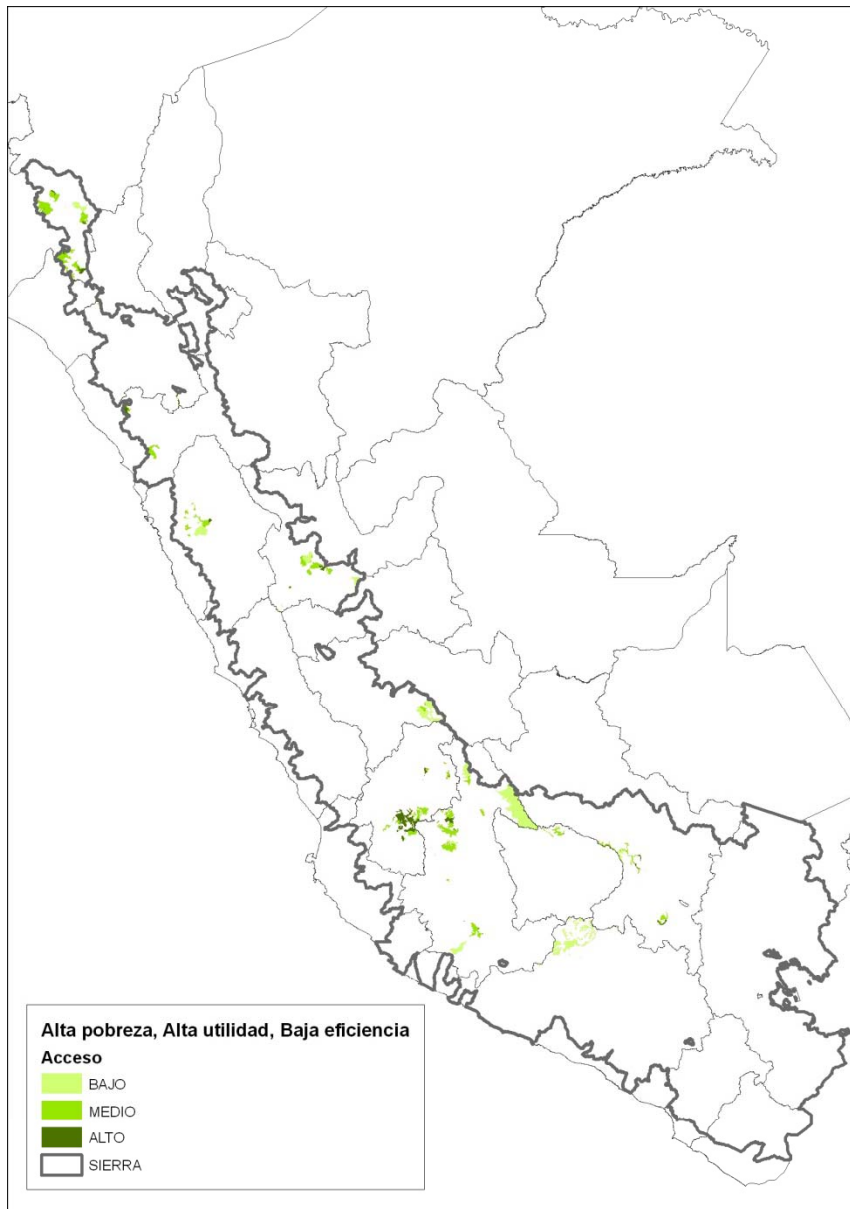 Alta pobreza, Alta utilidad, Baja eficiencia
Acceso
BAJO
MEDIO
ALTO
SIERRA